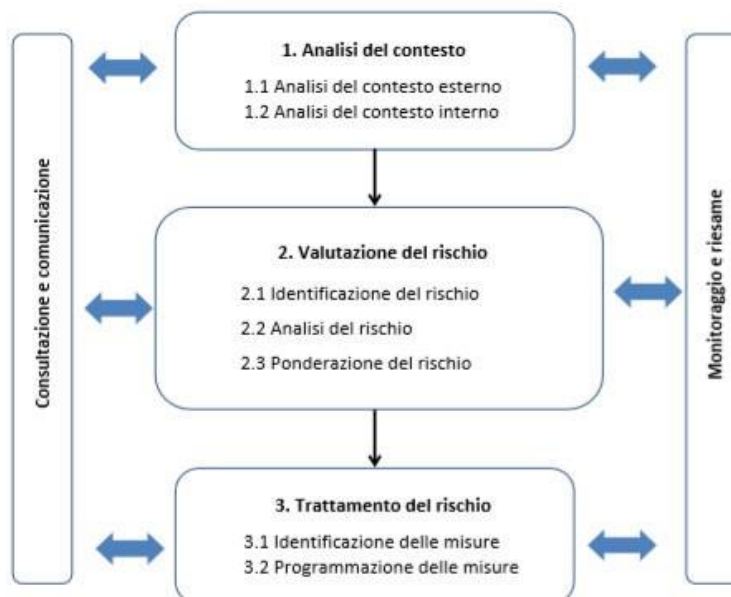 Consultazione e comunicazione
1. Analisi del contesto
1.1 Analisi del contesto esterno
1.2 Analisi del contesto interno
2. Valutazione del rischio
2.1 Identificazione del rischio
2.2 Analisi del rischio
2.3 Ponderazione del rischio
3. Trattamento del rischio
3.1 Identificazione delle misure
3.2 Programmazione delle misure
Monitoraggio e riesame